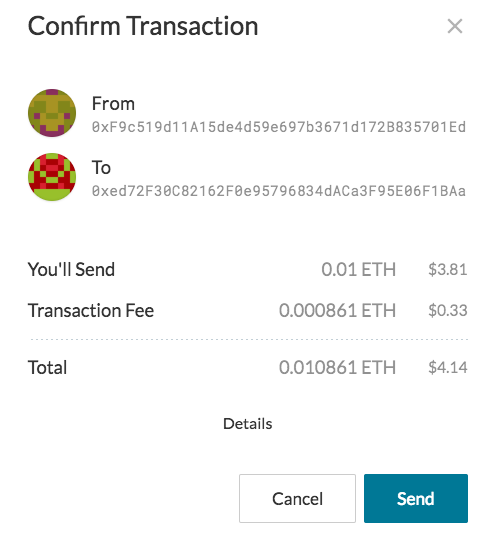 Confirm Transaction
From
0xF9c519d11A15de4d59e697b3671d172B835701Ed
To
0xed72F30C82162F0e95796834dACa3F95E06F1BAa
You'll Send 0.01 ETH $3.81
Transaction Fee 0.000861 ETH $0.33
Total 0.010861 ETH $4.14
Details
Cancel Send